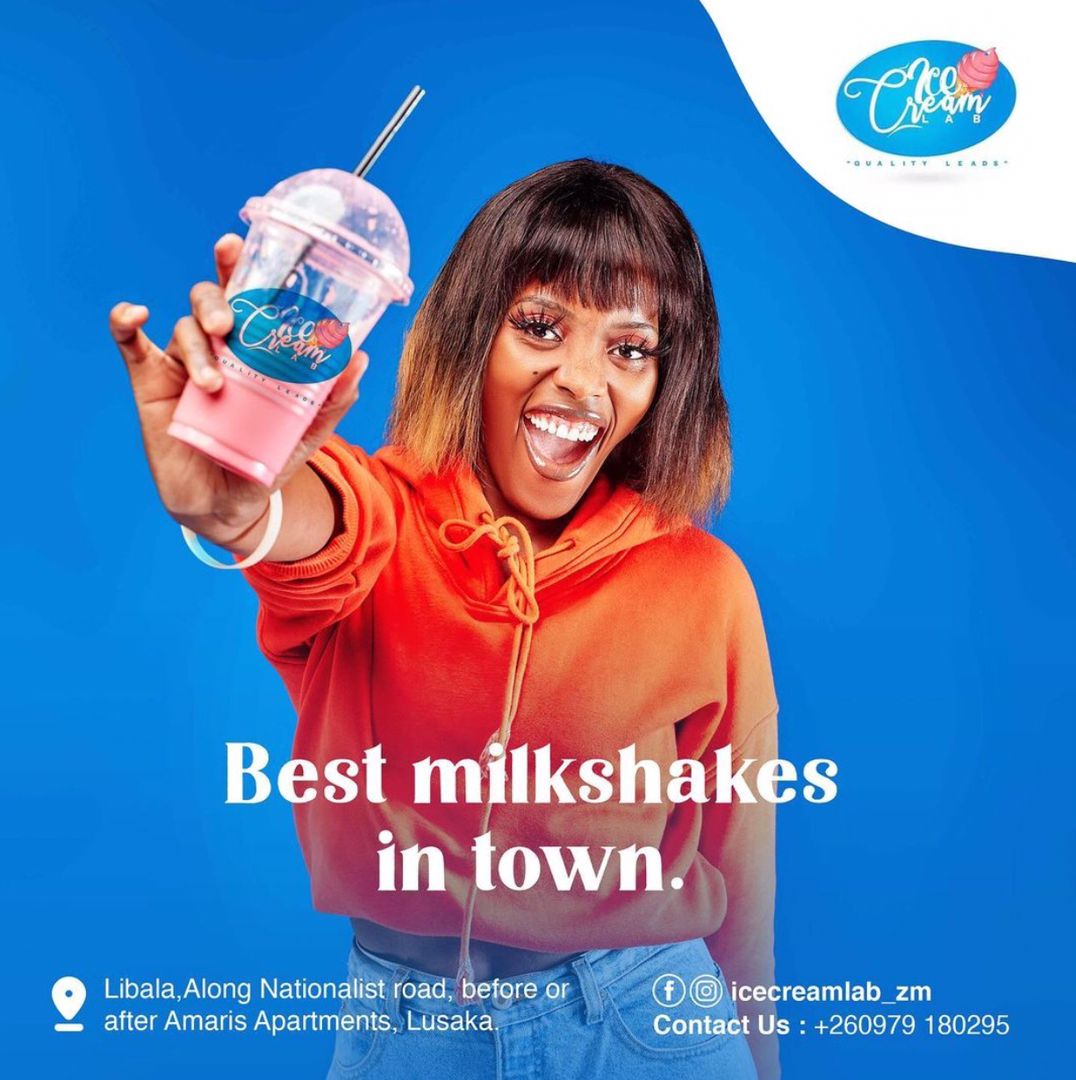 Ice
Cream
LAB
"QUALITY LEADS"
Ice
Cream
LAB
"QUALITY LEADS"
Best milkshakes
in town.
Libala,Along Nationalist road, before or
after Amaris Apartments, Lusaka.
icecreamlab_zm
Contact Us : +260979 180295